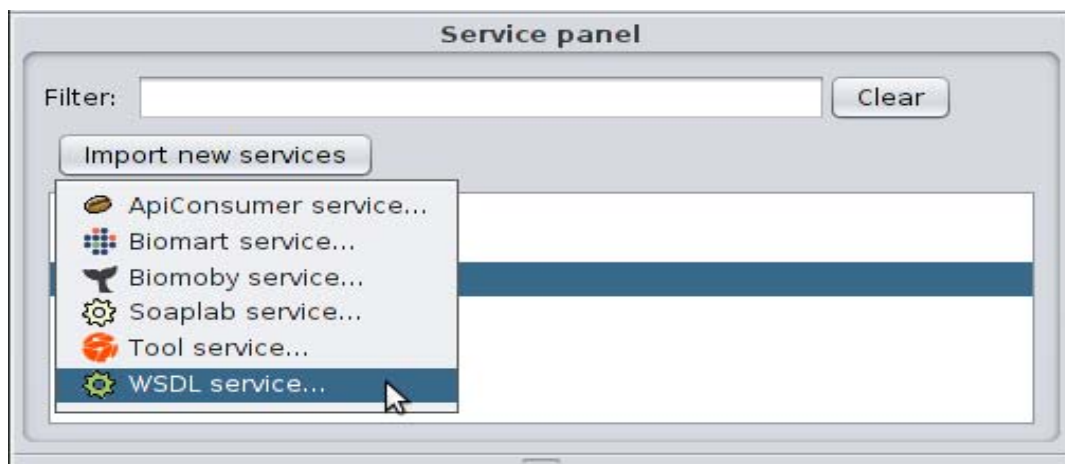 Service panel
Filter:
Clear
Import new services
ApiConsumer service...
Biomart service...
Biomoby service...
Soaplab service...
Tool service...
WSDL service...